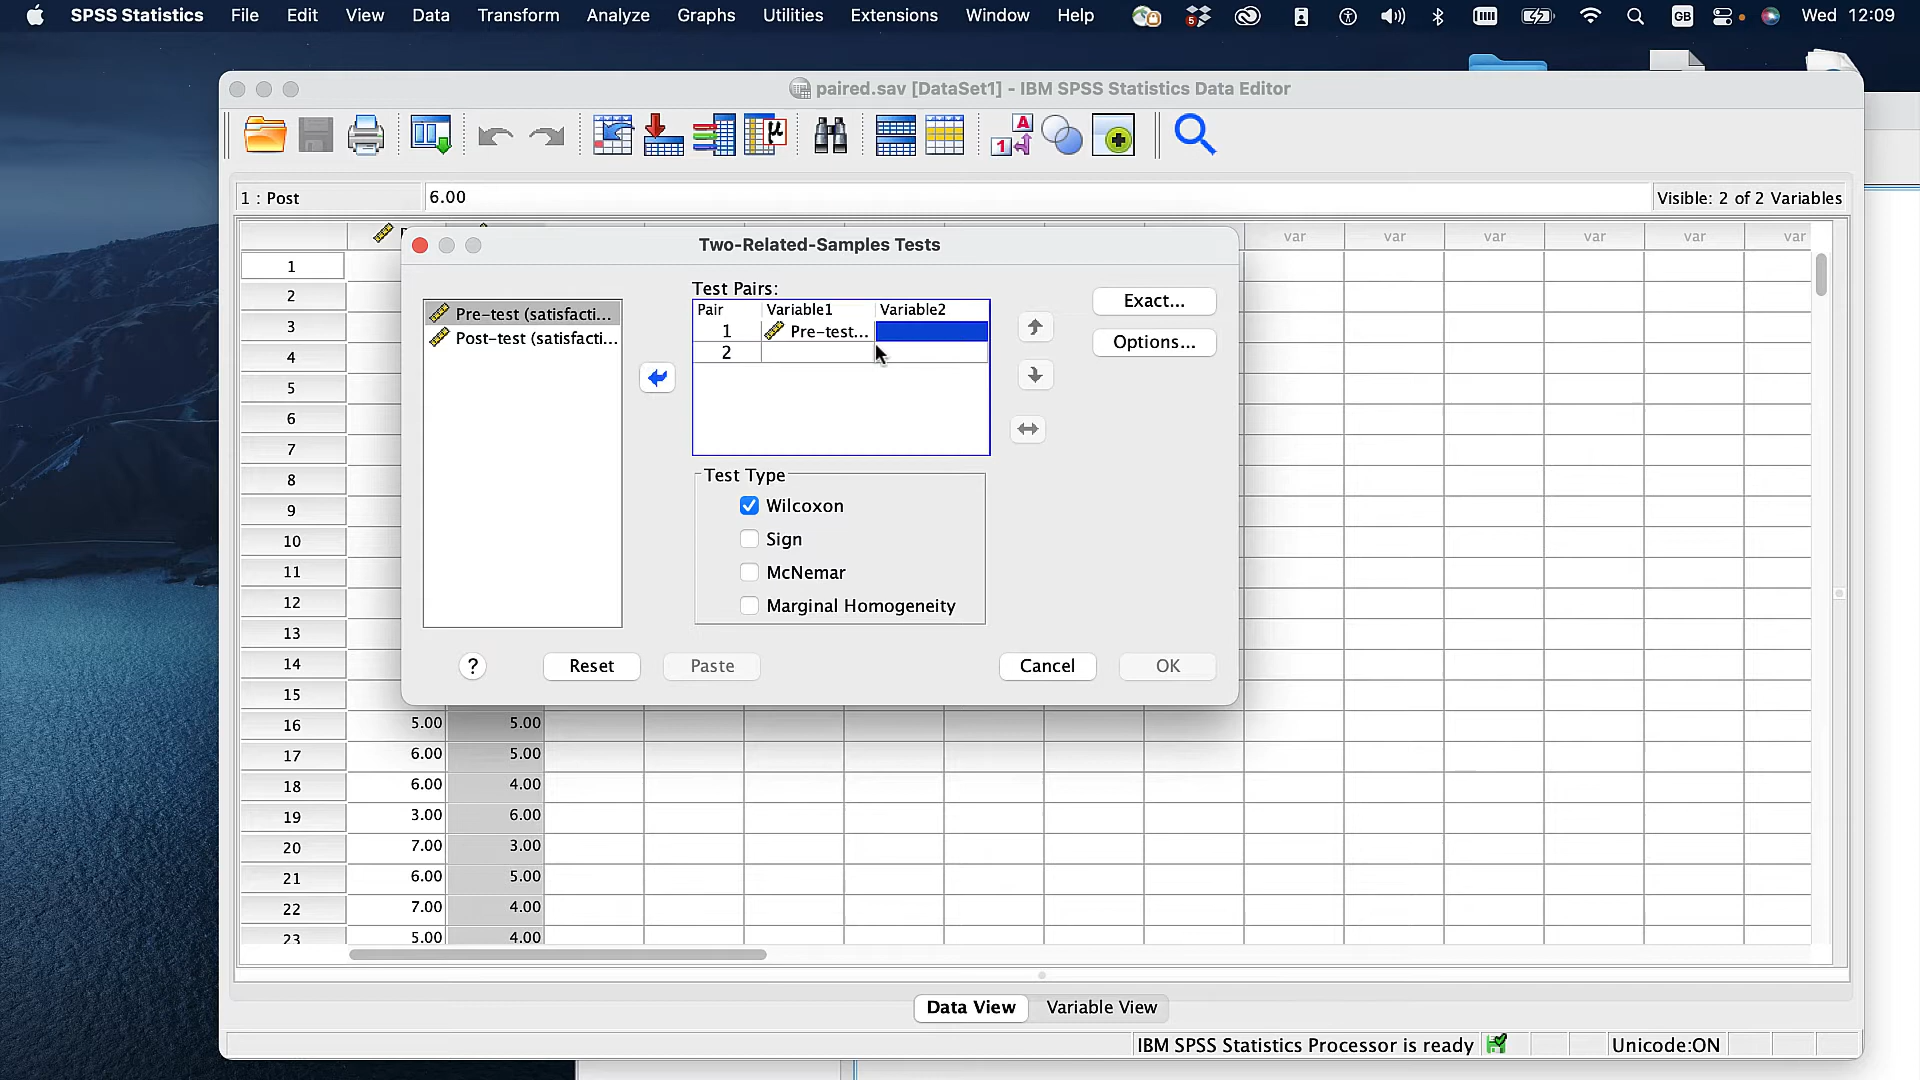 SPSS Statistics File Edit View Data Transform Analyze Graphs Utilities Extensions Window Help 5 GB Wed 12:09
paired.sav [DataSet1] - IBM SPSS Statistics Data Editor
1 : Post 6.00 Visible: 2 of 2 Variables
var var var var var var
Two-Related-Samples Tests
Test Pairs:
Pair Variable1 Variable2
1 Pre-test...
2
Pre-test (satisfacti...
Post-test (satisfacti...
Exact...
Options...
Test Type
Wilcoxon
Sign
McNemar
Marginal Homogeneity
? Reset Paste Cancel OK
1
2
3
4
5
6
7
8
9
10
11
12
13
14
15
16 5.00 5.00
17 6.00 5.00
18 6.00 4.00
19 3.00 6.00
20 7.00 3.00
21 6.00 5.00
22 7.00 4.00
23 5.00 4.00
Data View Variable View
IBM SPSS Statistics Processor is ready Unicode:ON